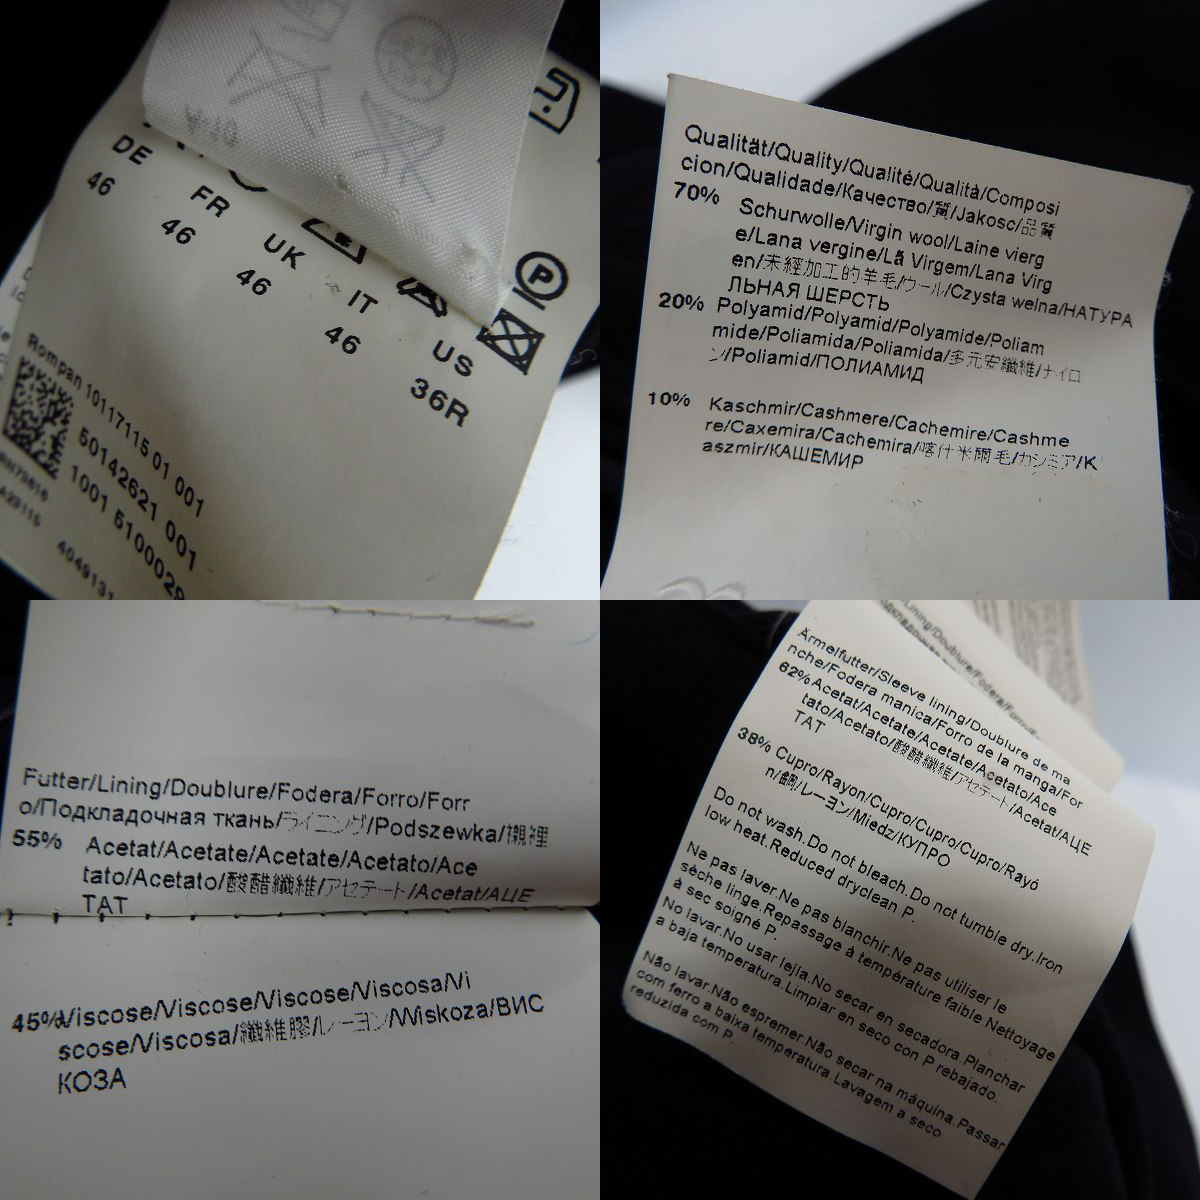 DE
FR
UK
IT
US
46
46
46
46
36R
Rompan 10117115 01 001
50142621 001
1001 5100029
P
Qualität/Quality/Qualité/Qualità/Composi
cion/Qualidade/Качество/質/Jakosc/品質
70% Schurwolle/Virgin wool/Laine vierg
e/Lana vergine/Lã Virgem/Lana Virg
en/未經加工的羊毛/ウール/Czysta welna/НАТУРА
ЛЬНАЯ ШЕРСТЬ
20% Polyamid/Polyamid/Polyamide/Poliam
mide/Poliamida/Poliamida/多元安纖維/ナイロ
ン/Poliamid/ПОЛИАМИД
10% Kaschmir/Cashmere/Cachemire/Cashme
re/Caxemira/Cachemira/喀什米爾毛/カシミア/K
aszmir/КАШЕМИР
Futter/Lining/Doublure/Fodera/Forro/Forr
o/Подкладочная ткань/ライニング/Podszewka/襯裡
55% Acetat/Acetate/Acetate/Acetato/Ace
tato/Acetato/酸醋纖維/アセテート/Acetat/АЦЕ
ТАТ
45% Viscose/Viscose/Viscose/Viscosa/Vi
scose/Viscosa/纖維膠/レーヨン/Wiskoza/ВИС
КОЗА
Ärmelfutter/Sleeve lining/Doublure de ma
nche/Fodera manica/Forro de la manga/For
62% Acetat/Acetate/Acetate/Acetato/Ace
tato/Acetato/酸醋纖維/アセテート/Acetat/АЦЕ
ТАТ
38% Cupro/Rayon/Cupro/Cupro/Cupro/Rayó
n/銅/レーヨン/Miedz/КУПРО
Do not wash.Do not bleach.Do not tumble dry.Iron
low heat.Reduced dryclean P.
Ne pas laver.Ne pas blanchir.Ne pas utiliser le
sèche linge.Repassage à température faible.Nettoyage
à sec soigné P.
No lavar.No usar lejía.No secar en secadora.Planchar
a baja temperatura.Limpiar en seco con P rebajado.
Não lavar.Não espremer.Não secar na máquina.Passar
com ferro a baixa temperatura.Lavagem a seco
reduzida com P.